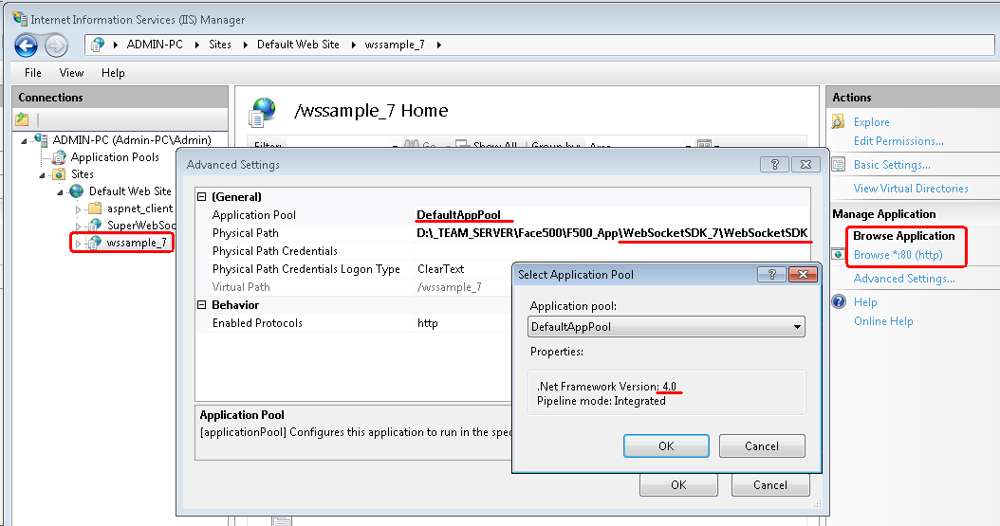 Internet Information Services (IIS) Manager
ADMIN-PC Sites Default Web Site wssample_7
File View Help
Connections
ADMIN-PC (Admin-PC\Admin)
Application Pools
Sites
Default Web Site
aspnet_client
SuperWebSoc
wssample_7
/wssample_7 Home
Filter: Go Show All Group by: Area
Advanced Settings
?
(General)
Application Pool DefaultAppPool
Physical Path D:\_TEAM_SERVER\Face500\F500_App\WebSocketSDK_7\WebSocketSDK
Physical Path Credentials
Physical Path Credentials Logon Type ClearText
Virtual Path /wssample_7
Behavior
Enabled Protocols http
Application Pool
[applicationPool] Configures this application to run in the spec
OK Cancel
Select Application Pool
?
Application pool:
DefaultAppPool
Properties:
.Net Framework Version: 4.0
Pipeline mode: Integrated
OK Cancel
Actions
Explore
Edit Permissions...
Basic Settings...
View Virtual Directories
Manage Application
Browse Application
Browse *:80 (http)
Advanced Settings...
Help
Online Help